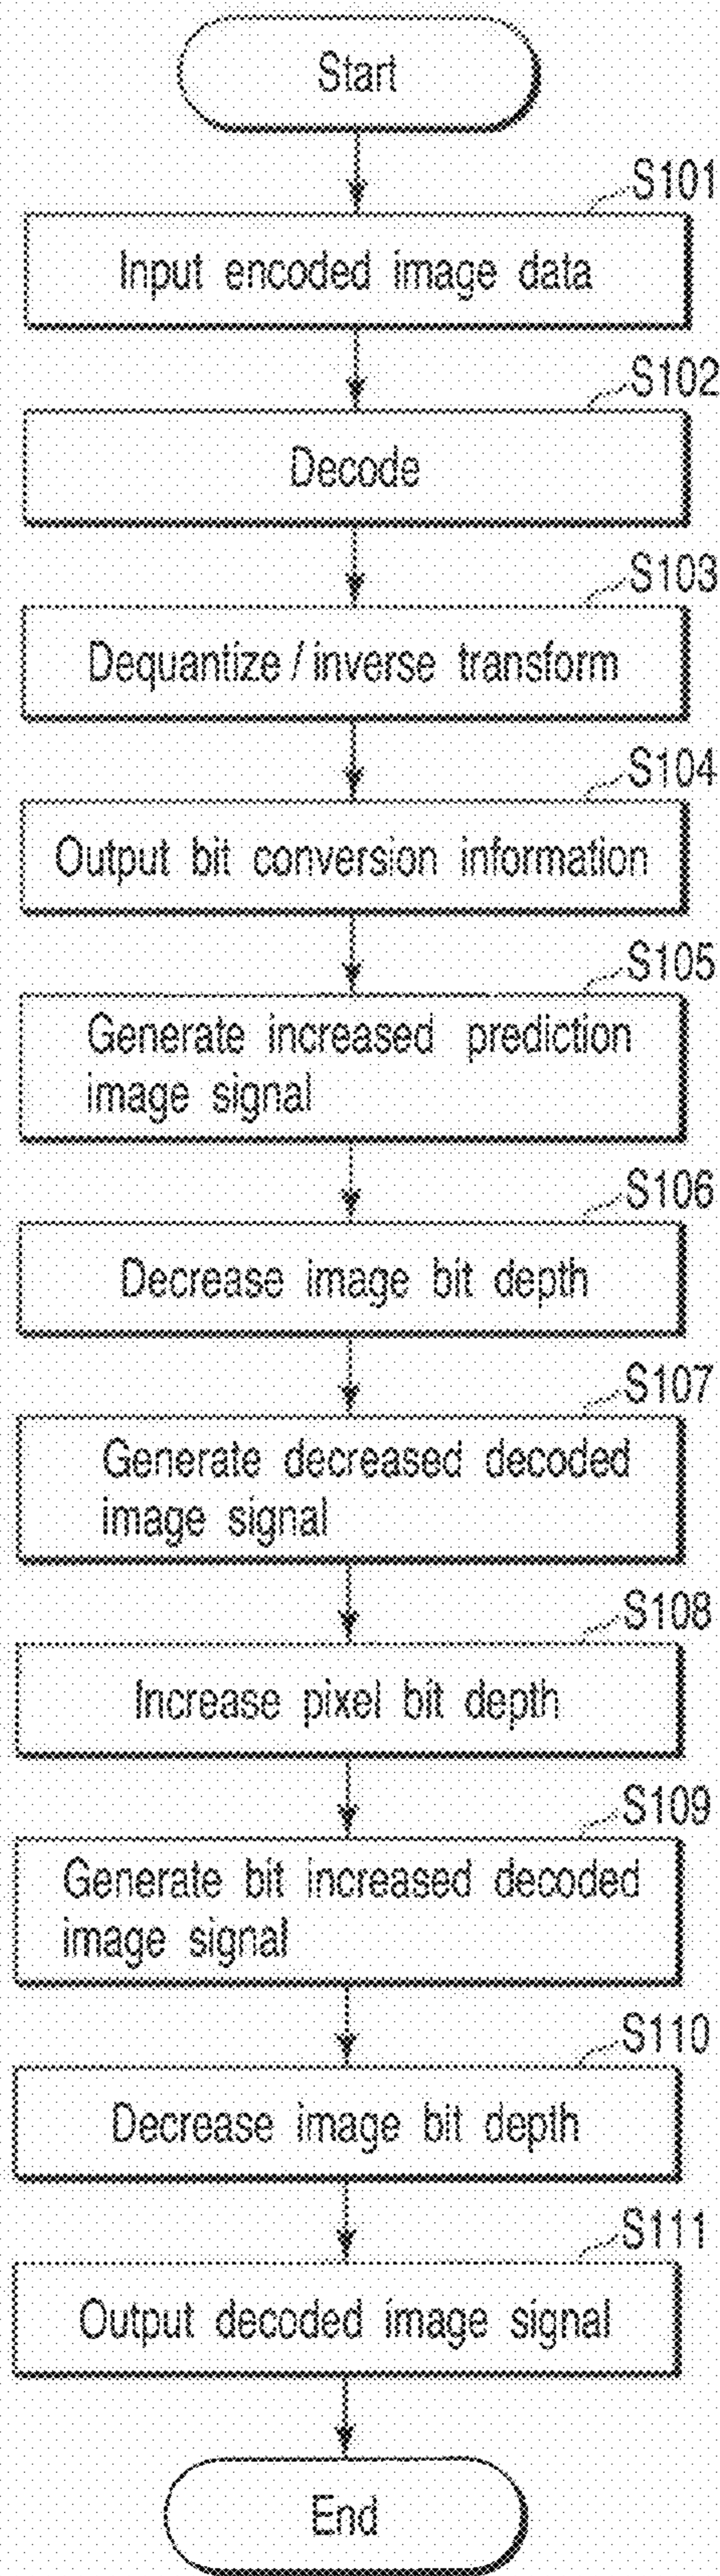 Start
S101
Input encoded image data
S102
Decode
S103
Dequantize / inverse transform
S104
Output bit conversion information
S105
Generate increased prediction
image signal
S106
Decrease image bit depth
S107
Generate decreased decoded
image signal
S108
Increase pixel bit depth
S109
Generate bit increased decoded
image signal
S110
Decrease image bit depth
S111
Output decoded image signal
End